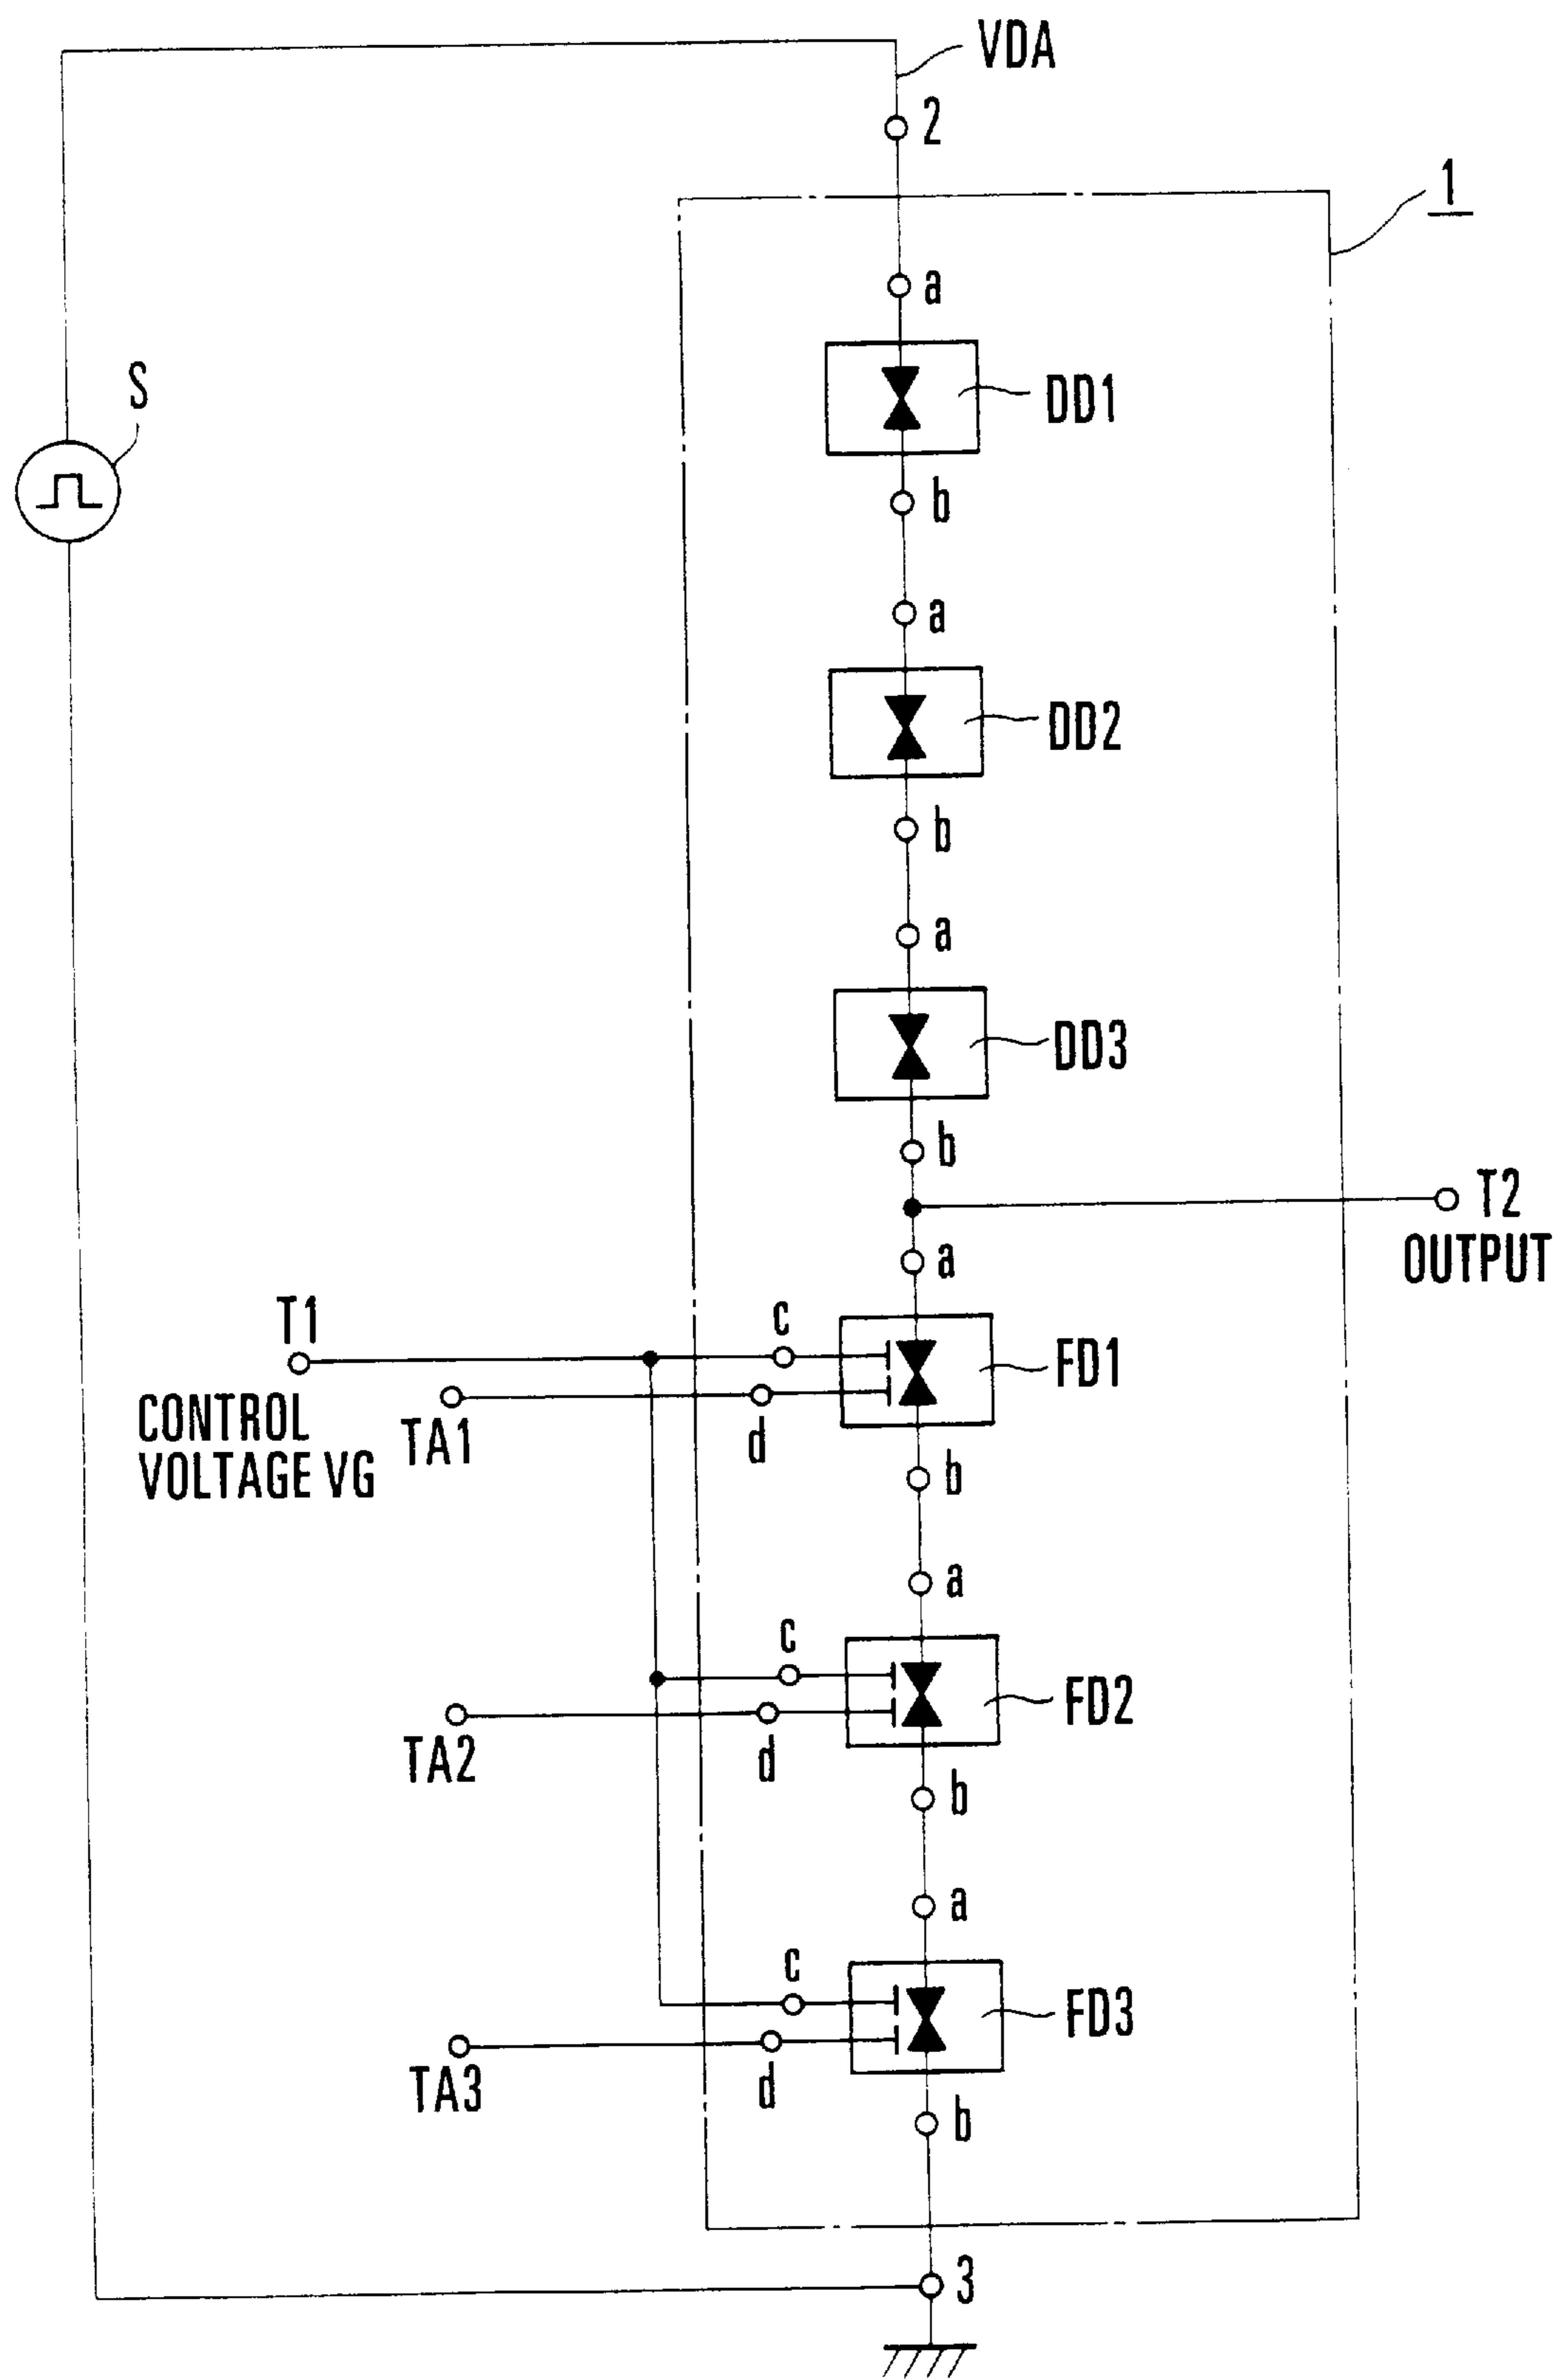 VDA
2
1
a
S
DD1
b
a
DD2
b
a
DD3
b
T2
OUTPUT
a
T1
c
FD1
CONTROL
VOLTAGE VG
TA1
d
b
a
c
FD2
TA2
d
b
a
c
FD3
TA3
d
b
3